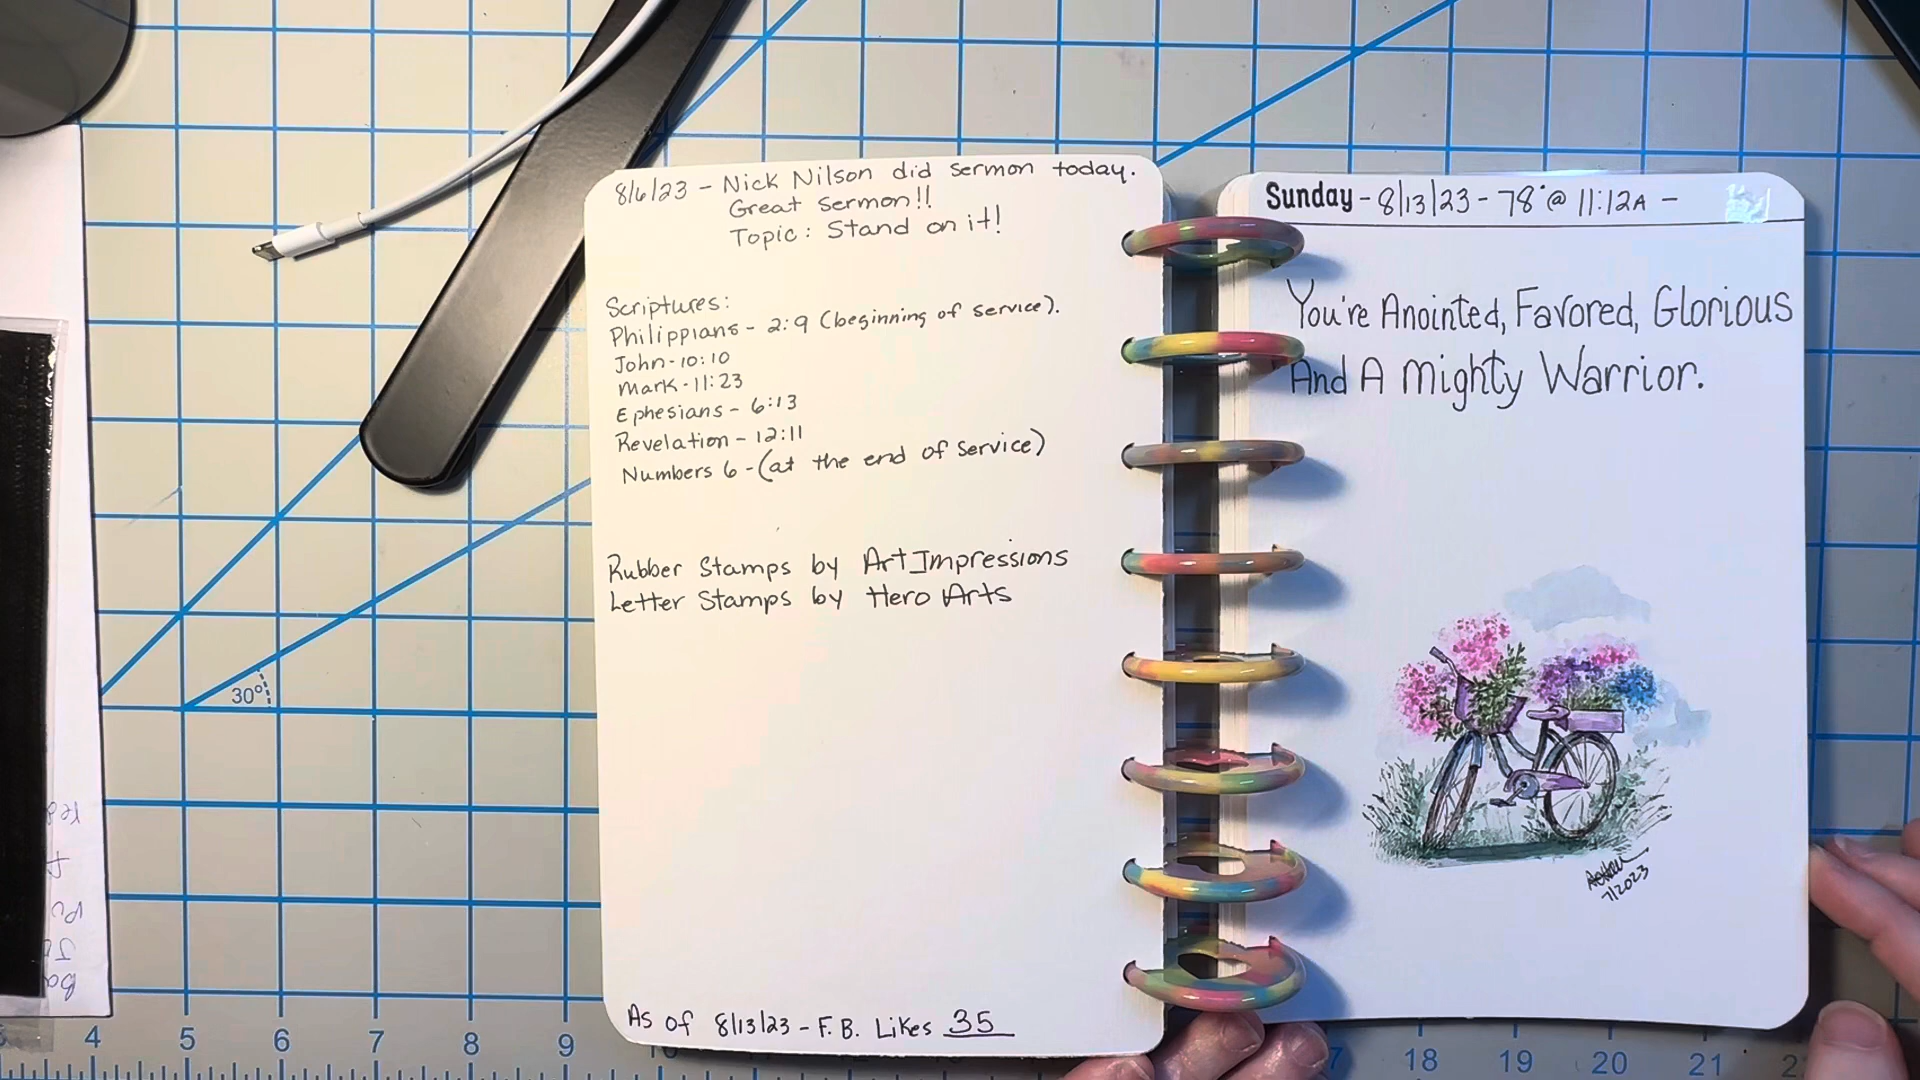 8/6/23 - Nick Nilson did sermon today.
Great sermon!!
Topic: Stand on it!
Scriptures:
Philippians - 2:9 (beginning of service).
John - 10:10
Mark - 11:23
Ephesians - 6:13
Revelation - 12:11
Numbers 6 - (at the end of service)
Rubber Stamps by Art Impressions
Letter Stamps by Hero Arts
As of 8/13/23 - F.B. Likes 35
Sunday - 8/13/23 - 78° @ 11:12A -
You're Anointed, Favored, Glorious
And A Mighty Warrior.
7/2023
30°
4 5 6 7 8 9 10 17 18 19 20 21